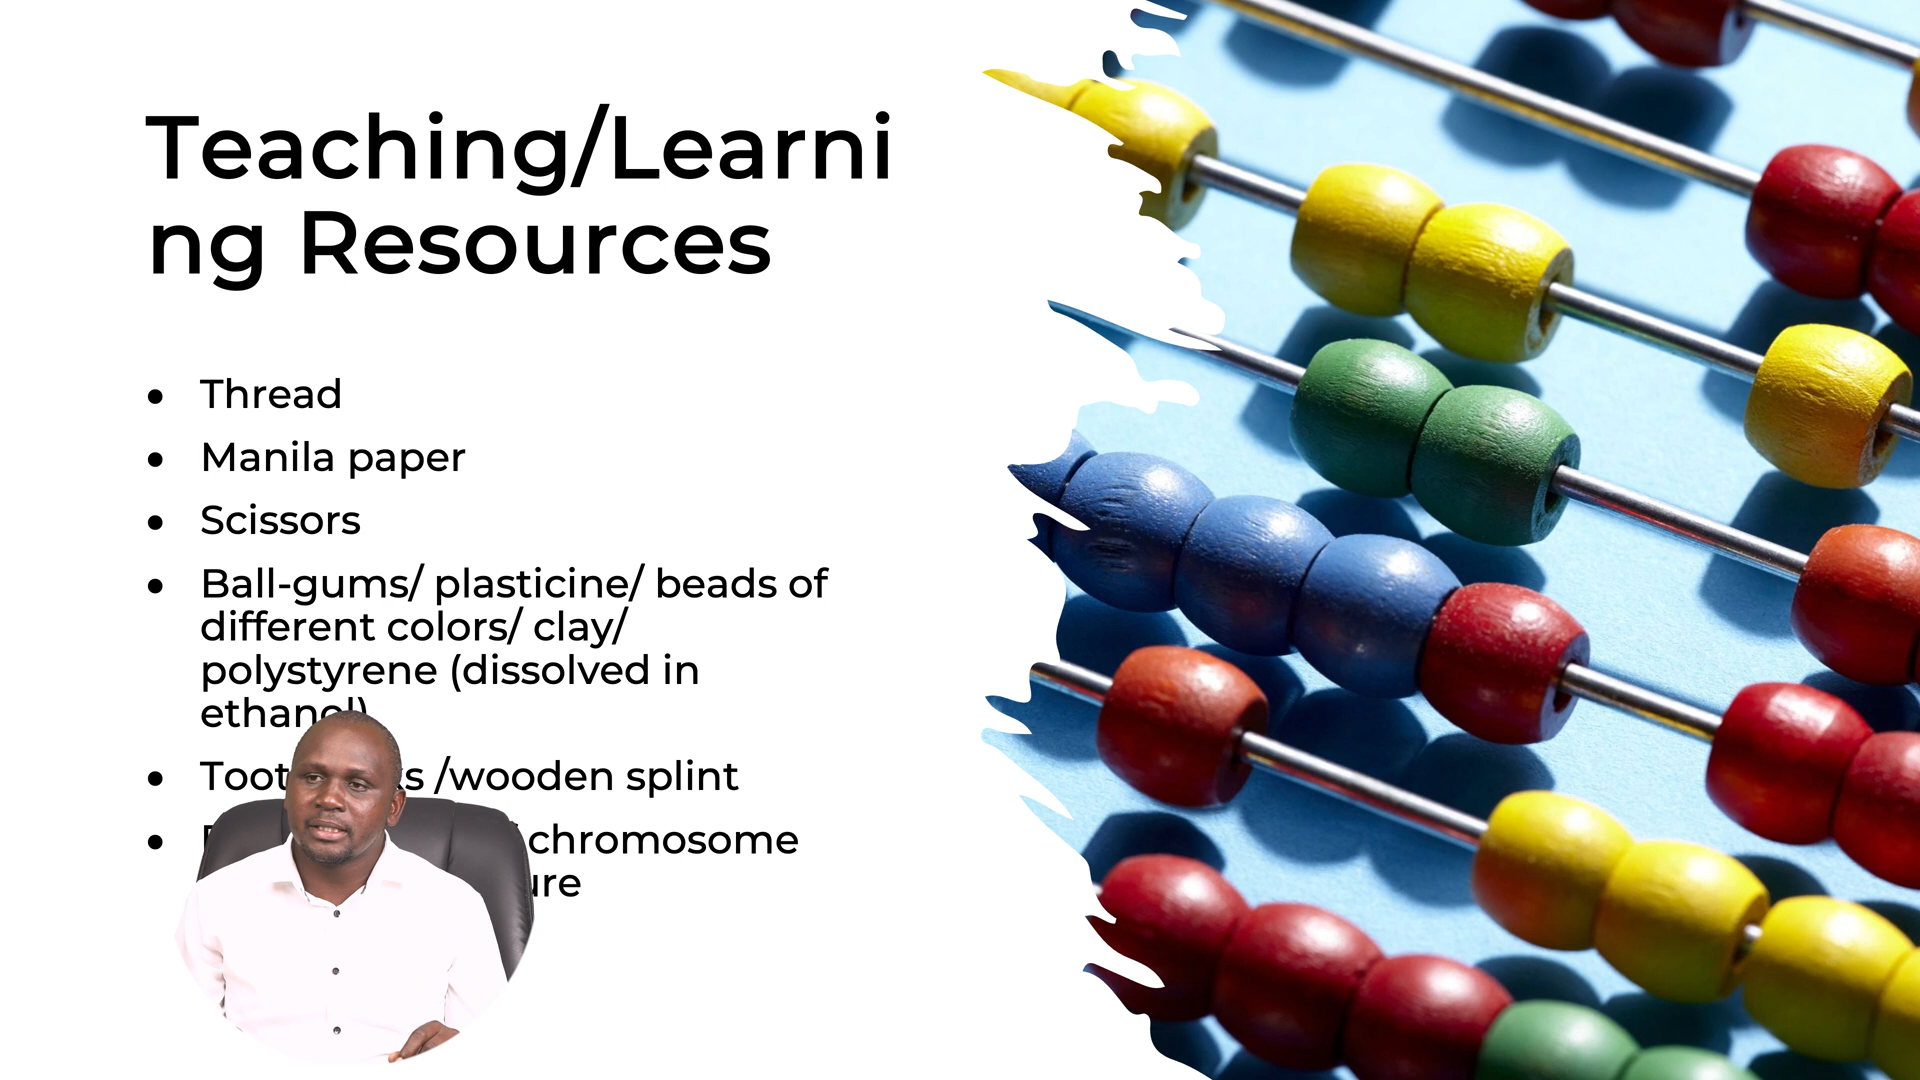 Teaching/Learni
ng Resources
• Thread
• Manila paper
• Scissors
• Ball-gums/ plasticine/ beads of
different colors/ clay/
polystyrene (dissolved in
ethanol)
• /wooden splint
• chromosome